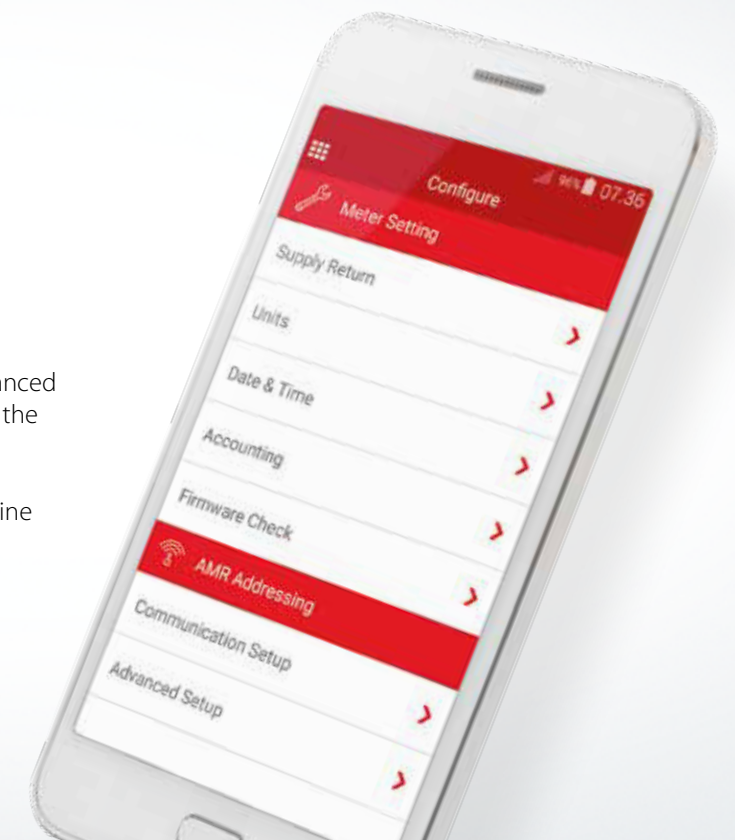 anced
the
ine
96% 07.36
Configure
Meter Setting
Supply Return
Units
Date & Time
Accounting
Firmware Check
AMR Addressing
Communication Setup
Advanced Setup